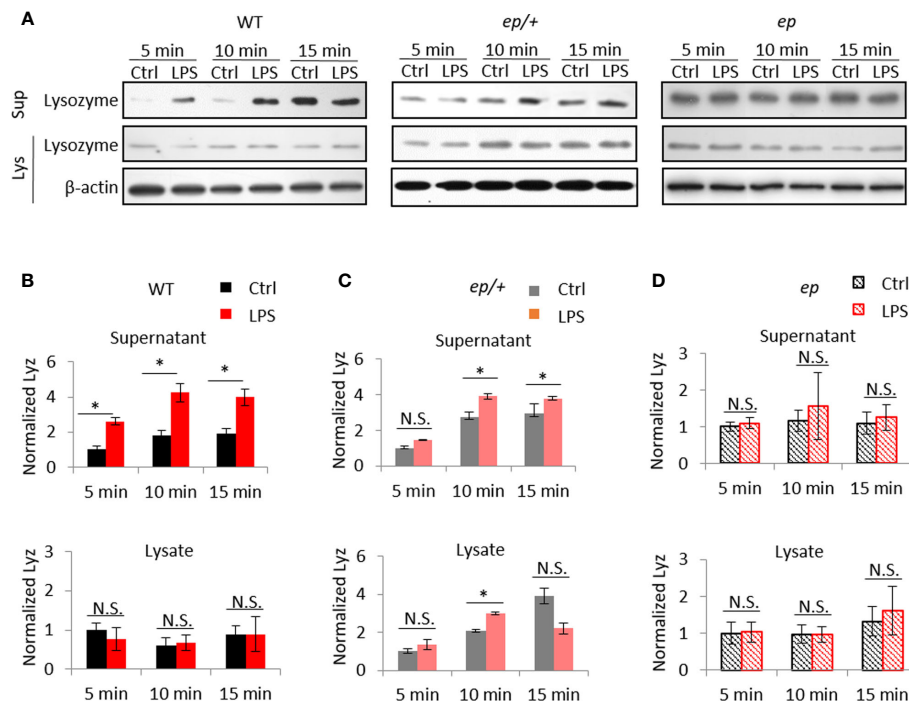 A
WT
ep/+
ep
5 min 10 min 15 min
5 min 10 min 15 min
5 min 10 min 15 min
Ctrl LPS Ctrl LPS Ctrl LPS
Ctrl LPS Ctrl LPS Ctrl LPS
Ctrl LPS Ctrl LPS Ctrl LPS
Sup
Lysozyme
Lys
Lysozyme
β-actin
B
WT
Ctrl
LPS
Supernatant
Normalized Lyz
6
4
2
0
*
*
*
5 min 10 min 15 min
Lysate
Normalized Lyz
3
2
1
0
N.S.
N.S.
N.S.
5 min 10 min 15 min
C
ep/+
Ctrl
LPS
Supernatant
Normalized Lyz
6
4
2
0
N.S.
*
*
5 min 10 min 15 min
Lysate
Normalized Lyz
6
4
2
0
N.S.
*
N.S.
5 min 10 min 15 min
D
ep
Ctrl
LPS
Supernatant
Normalized Lyz
3
2
1
0
N.S.
N.S.
N.S.
5 min 10 min 15 min
Lysate
Normalized Lyz
3
2
1
0
N.S.
N.S.
N.S.
5 min 10 min 15 min